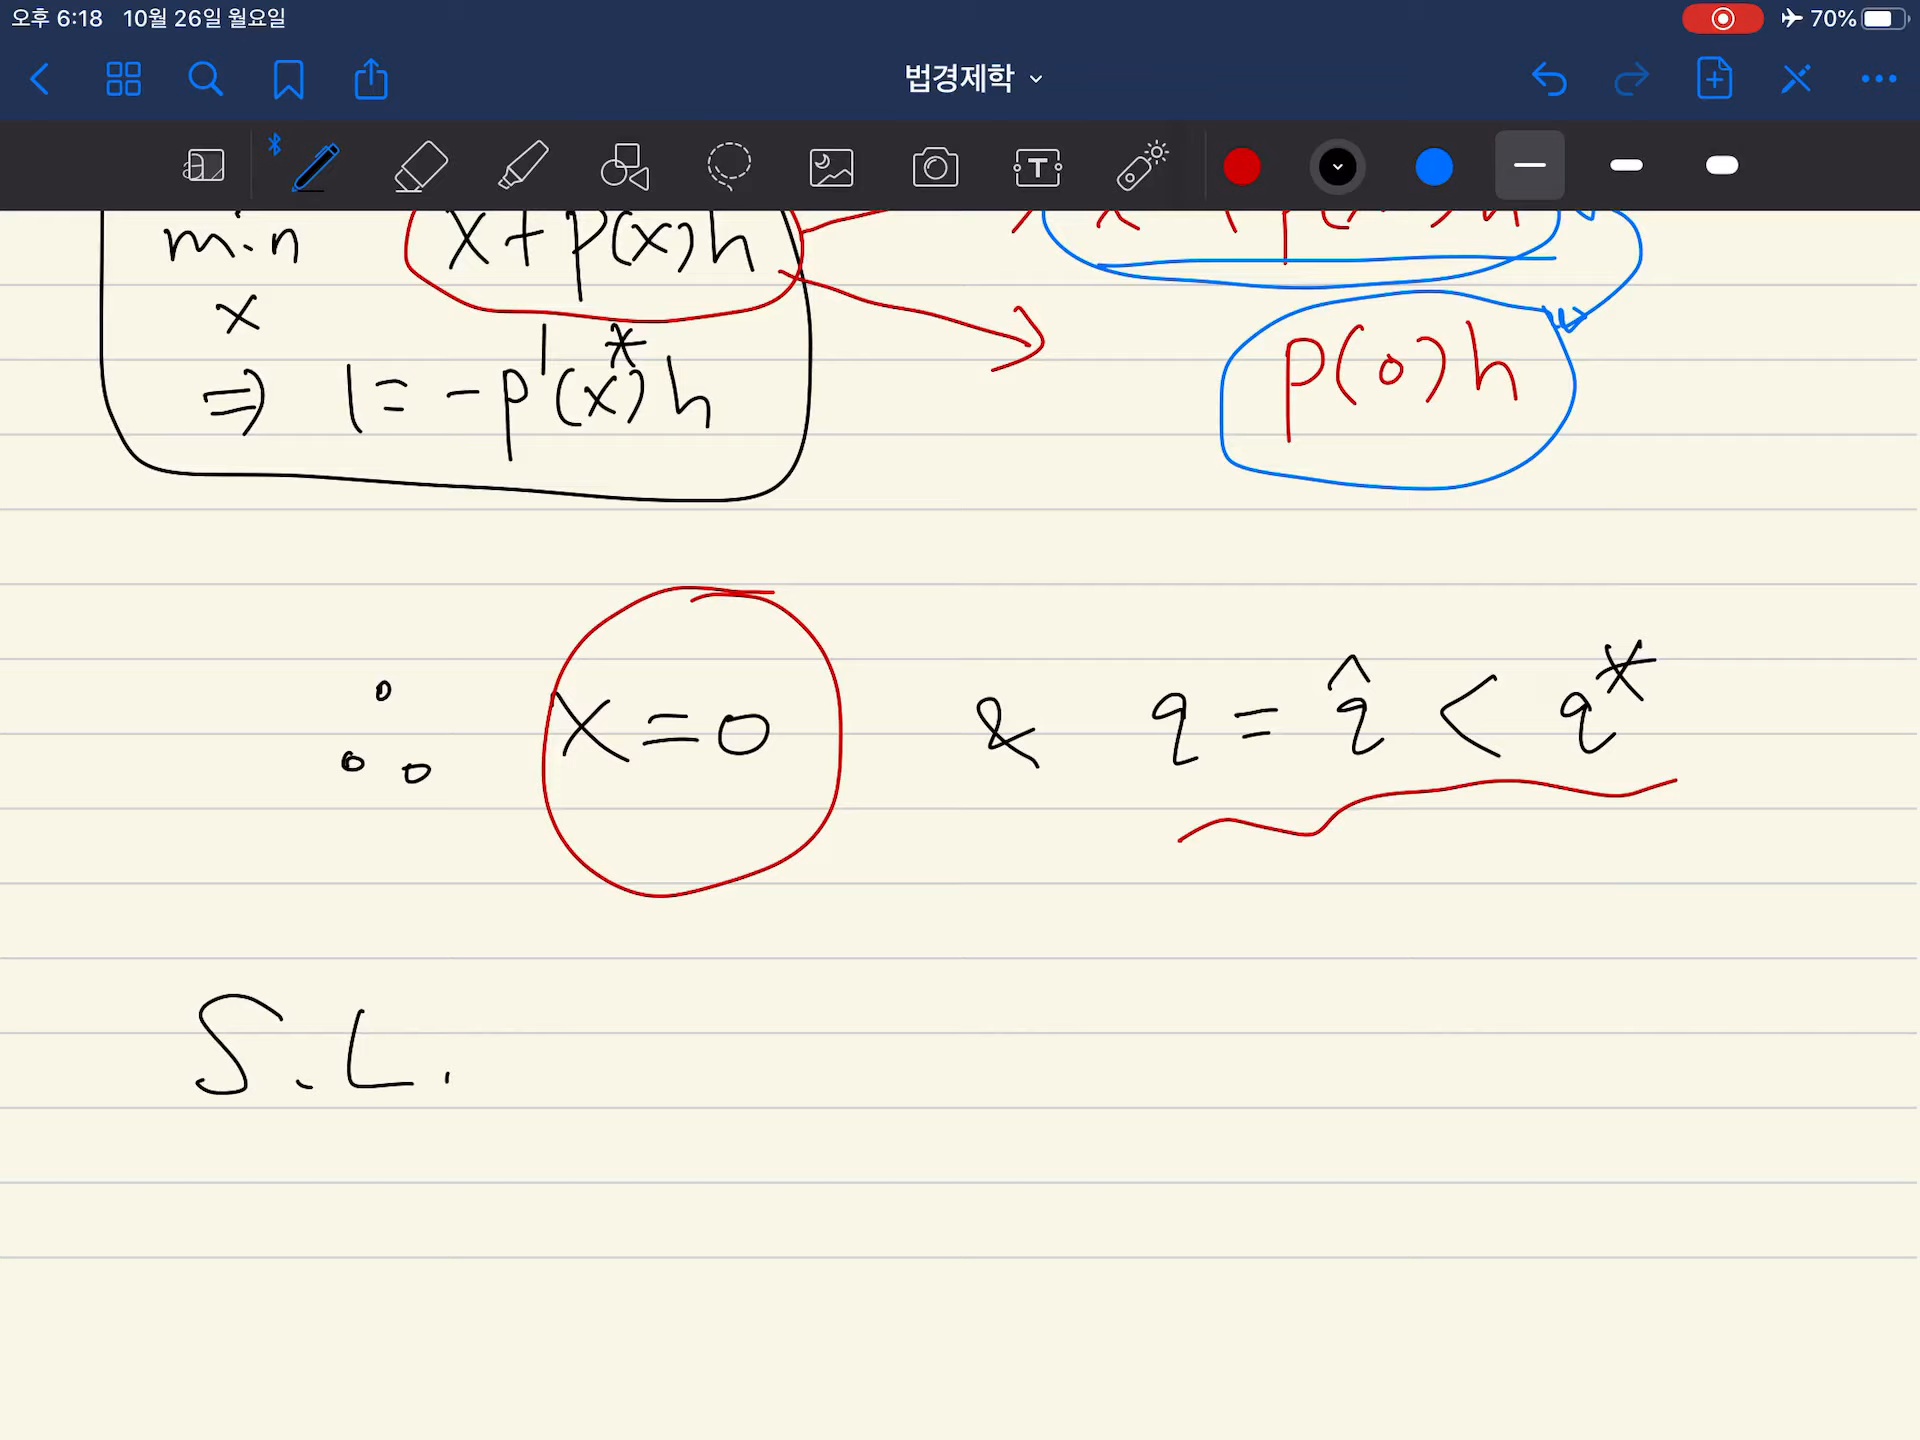 오후 6:18 10월 26일 월요일 70%
법경제학
min x+p(x)h
x
⇒ 1 = -p'(x*)h
p(0)h
∴ x=0 & q = q̂ < q*
S.L.